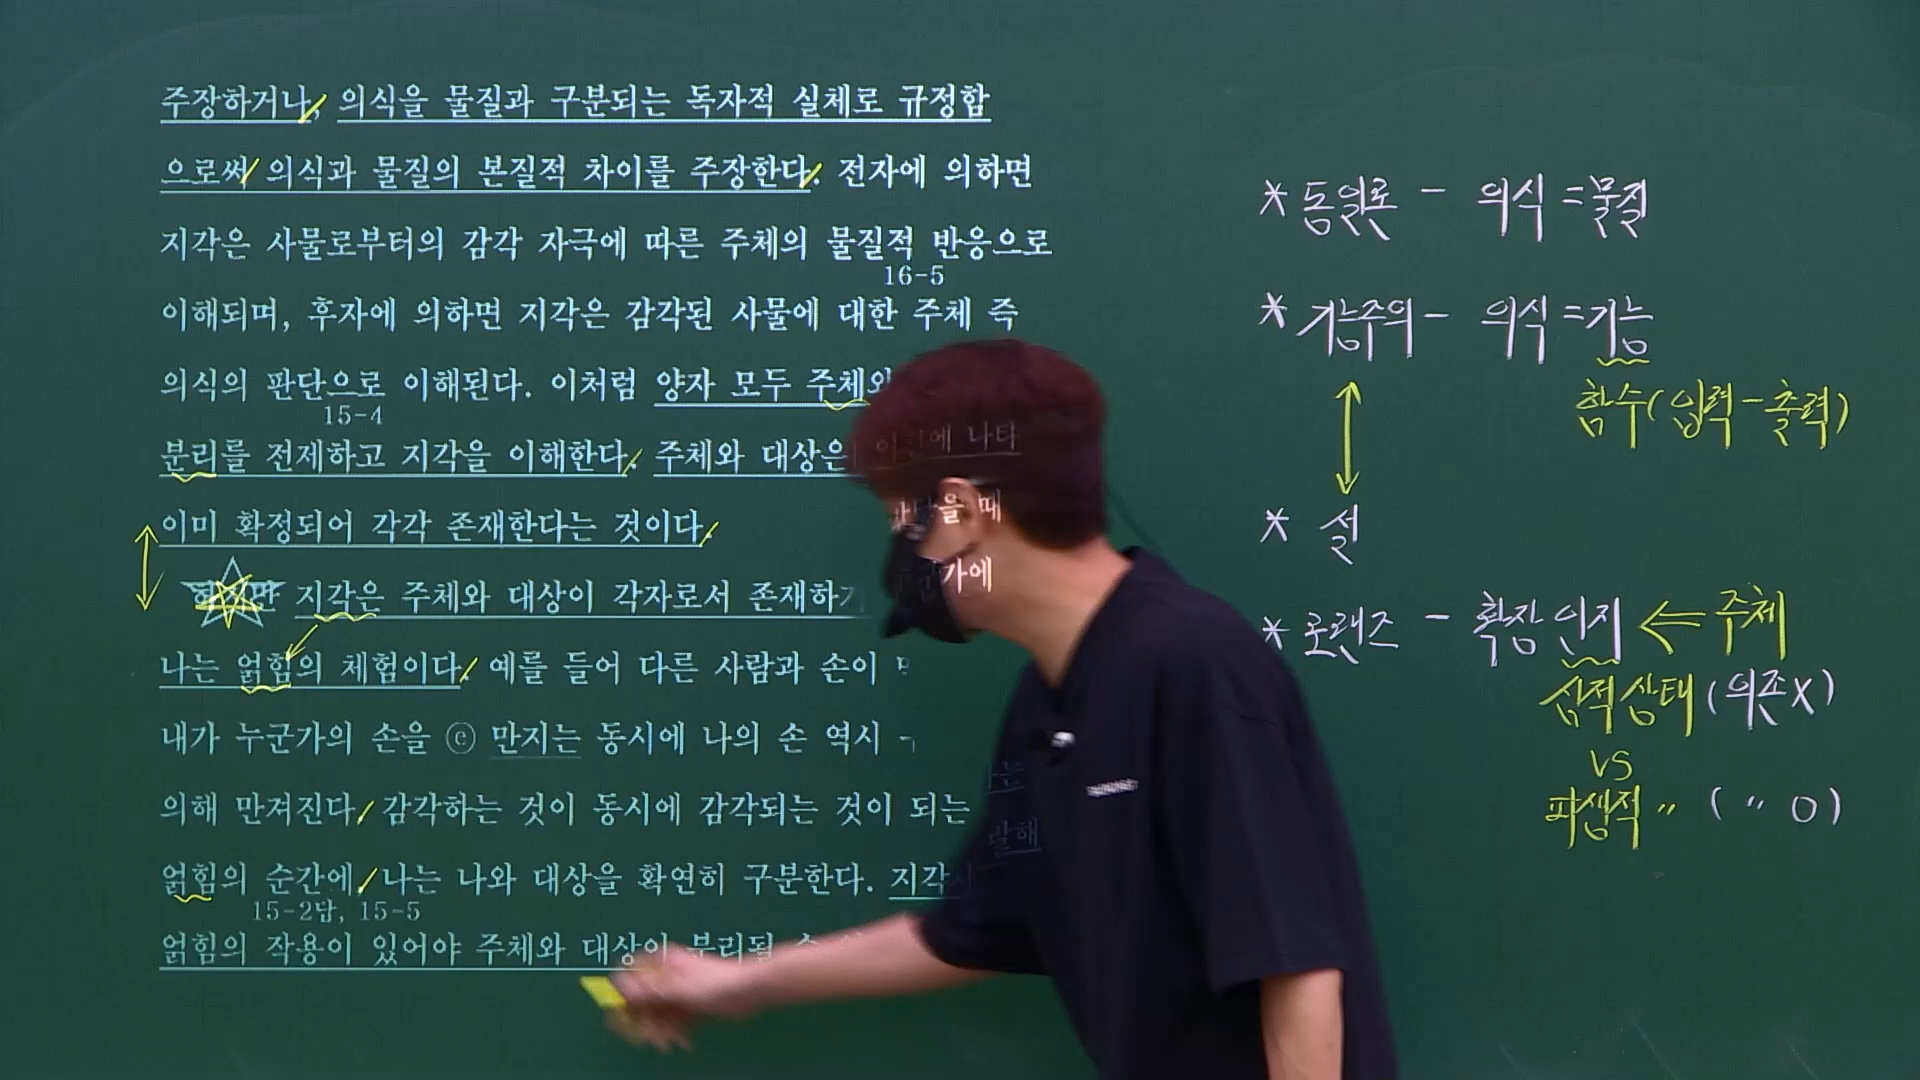 주장하거나, 의식을 물질과 구분되는 독자적 실체로 규정함
으로써 의식과 물질의 본질적 차이를 주장한다. 전자에 의하면
지각은 사물로부터의 감각 자극에 따른 주체의 물질적 반응으로
16-5
이해되며, 후자에 의하면 지각은 감각된 사물에 대한 주체 즉
의식의 판단으로 이해된다. 이처럼 양자 모두 주체와
15-4
분리를 전제하고 지각을 이해한다. 주체와 대상은 에 나타
을 때
이미 확정되어 각각 존재한다는 것이다.
가에
지각은 주체와 대상이 각자로서 존재하기
나는 얽힘의 체험이다. 예를 들어 다른 사람과 손이
내가 누군가의 손을 ⓒ 만지는 동시에 나의 손 역시
의해 만져진다. 감각하는 것이 동시에 감각되는 것이 되는
얽힘의 순간에 나는 나와 대상을 확연히 구분한다. 지각
15-2답, 15-5
얽힘의 작용이 있어야 주체와 대상이 분리될 수
* 동일론 - 의식 = 물질
* 기능주의 - 의식 = 기능
함수(입력-출력)
* 설
* 로랜즈 - 확장 인지 ⇐ 주체
심적 상태 (의존X)
VS
파생적 〃 ( 〃 O)